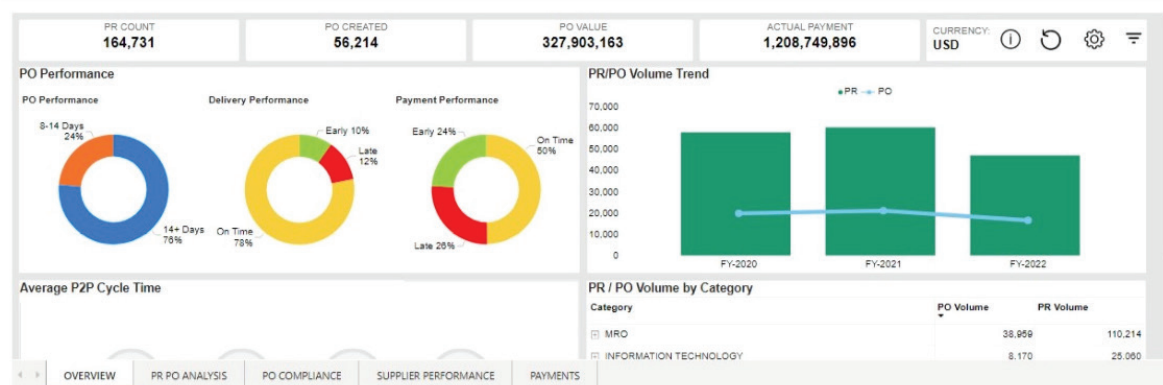 PR COUNT
164,731
PO CREATED
56,214
PO VALUE
327,903,163
ACTUAL PAYMENT
1,208,749,896
CURRENCY:
USD
PO Performance
PO Performance
8-14 Days
24%
14+ Days
76%
Delivery Performance
Early 10%
Late
12%
On Time
78%
Payment Performance
Early 24%
On Time
50%
Late 26%
PR/PO Volume Trend
PR PO
70,000
60,000
50,000
40,000
30,000
20,000
10,000
0
FY-2020 FY-2021 FY-2022
Average P2P Cycle Time
PR / PO Volume by Category
Category PO Volume PR Volume
MRO 38,959 110,214
INFORMATION TECHNOLOGY 8,170 25,060
OVERVIEW PR PO ANALYSIS PO COMPLIANCE SUPPLIER PERFORMANCE PAYMENTS